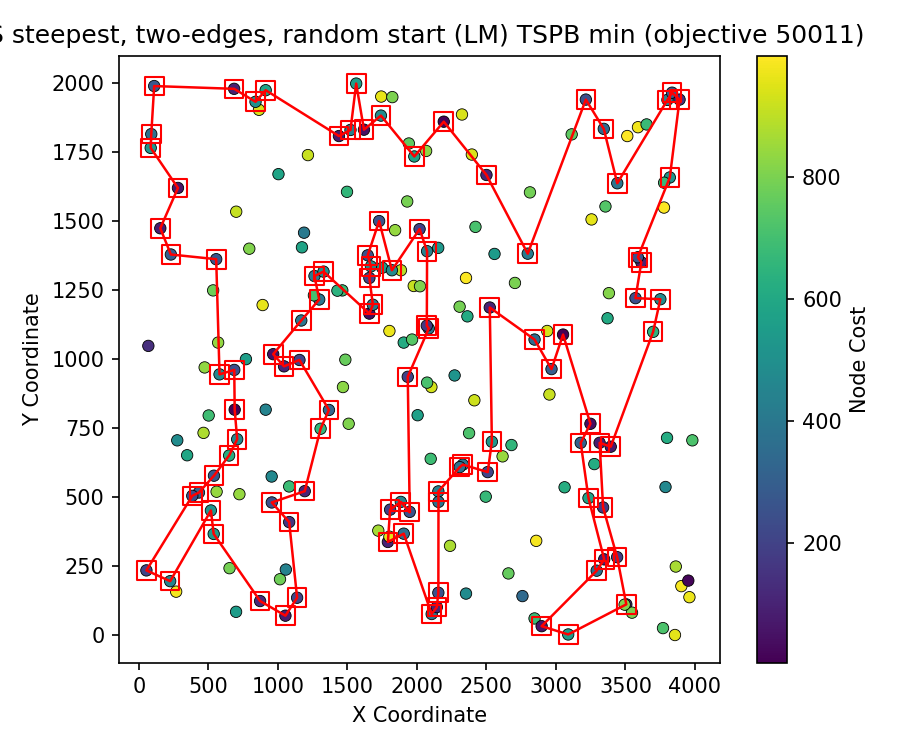 steepest, two-edges, random start (LM) TSPB min (objective 50011)
2000
1750
1500
1250
1000
750
500
250
0
Y Coordinate
0 500 1000 1500 2000 2500 3000 3500 4000
X Coordinate
800
600
400
200
Node Cost